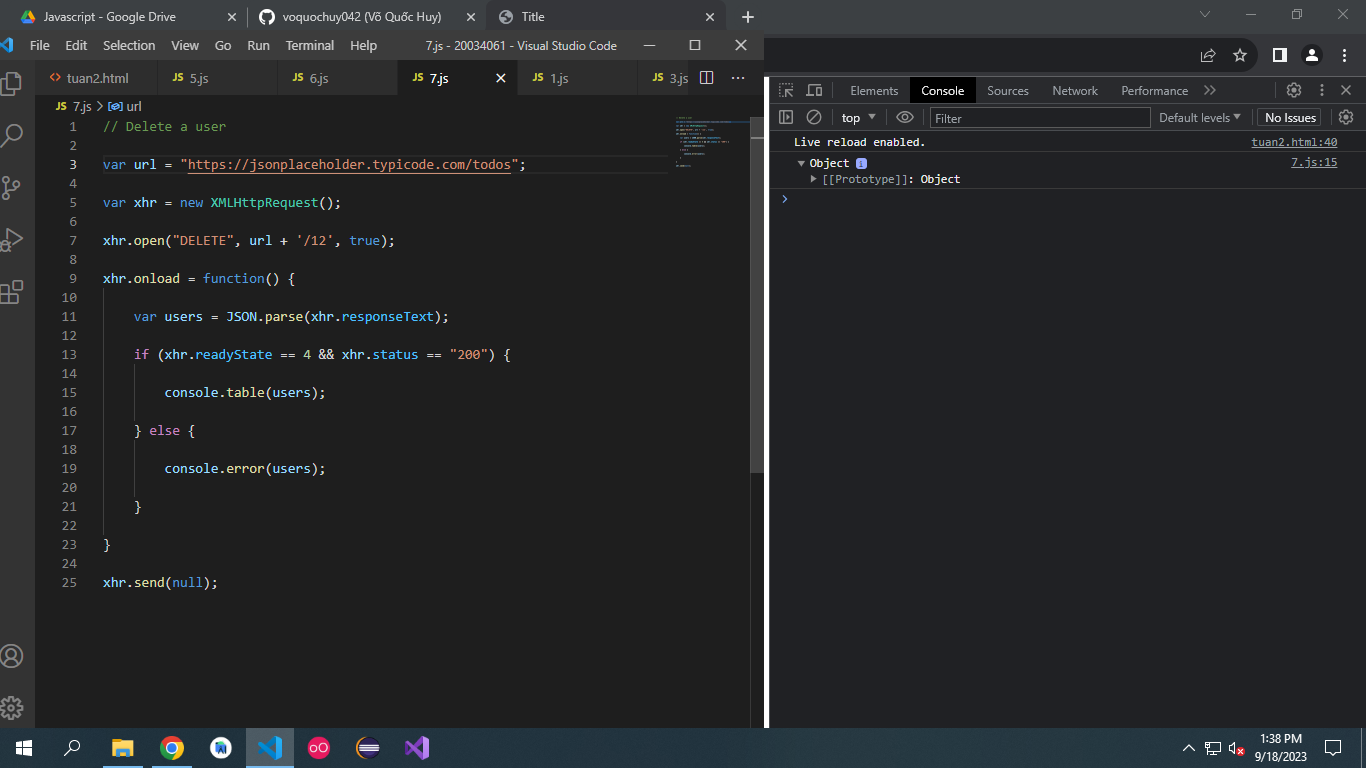 Javascript - Google Drive
voquochuy042 (Võ Quốc Huy)
Title
File Edit Selection View Go Run Terminal Help
7.js - 20034061 - Visual Studio Code
tuan2.html
JS 5.js
JS 6.js
JS 7.js
JS 1.js
JS 3.js
JS 7.js > url
1 // Delete a user
2
3 var url = "https://jsonplaceholder.typicode.com/todos";
4
5 var xhr = new XMLHttpRequest();
6
7 xhr.open("DELETE", url + '/12', true);
8
9 xhr.onload = function() {
10
11 var users = JSON.parse(xhr.responseText);
12
13 if (xhr.readyState == 4 && xhr.status == "200") {
14
15 console.table(users);
16
17 } else {
18
19 console.error(users);
20
21 }
22
23 }
24
25 xhr.send(null);
Elements Console Sources Network Performance
top Filter Default levels No Issues
Live reload enabled. tuan2.html:40
Object i 7.js:15
[[Prototype]]: Object
1:38 PM
9/18/2023